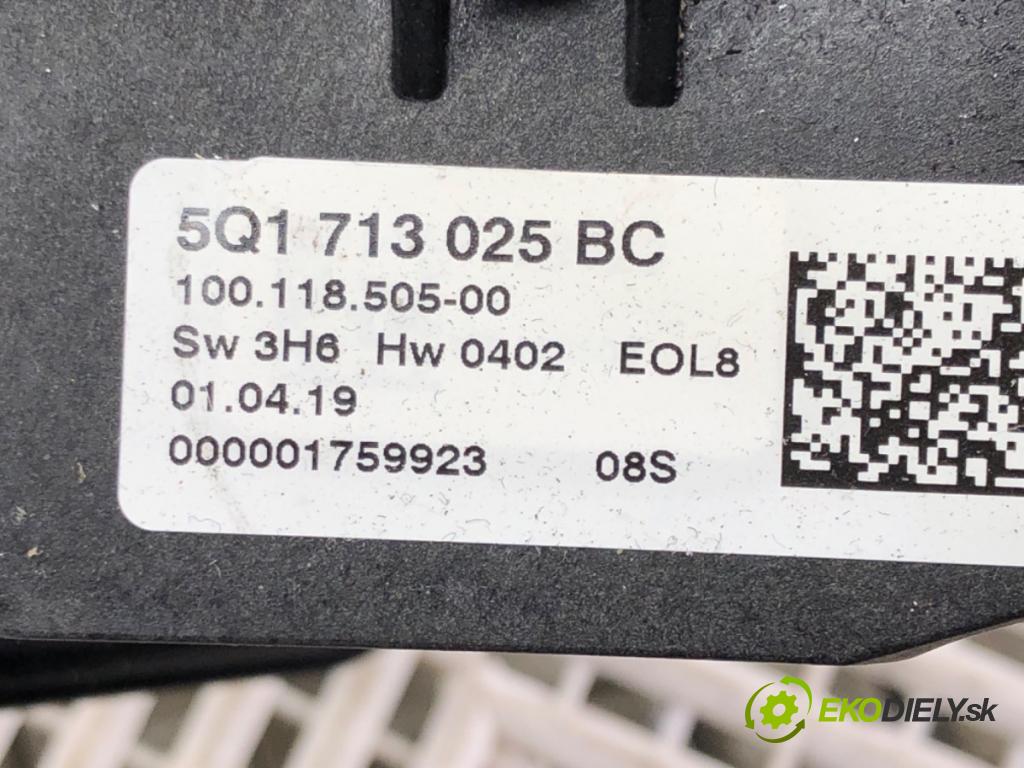 5Q1 713 025 BC
100.118.505-00
Sw 3H6 Hw 0402 EOL8
01.04.19
000001759923 08S
EKODIELY.sk